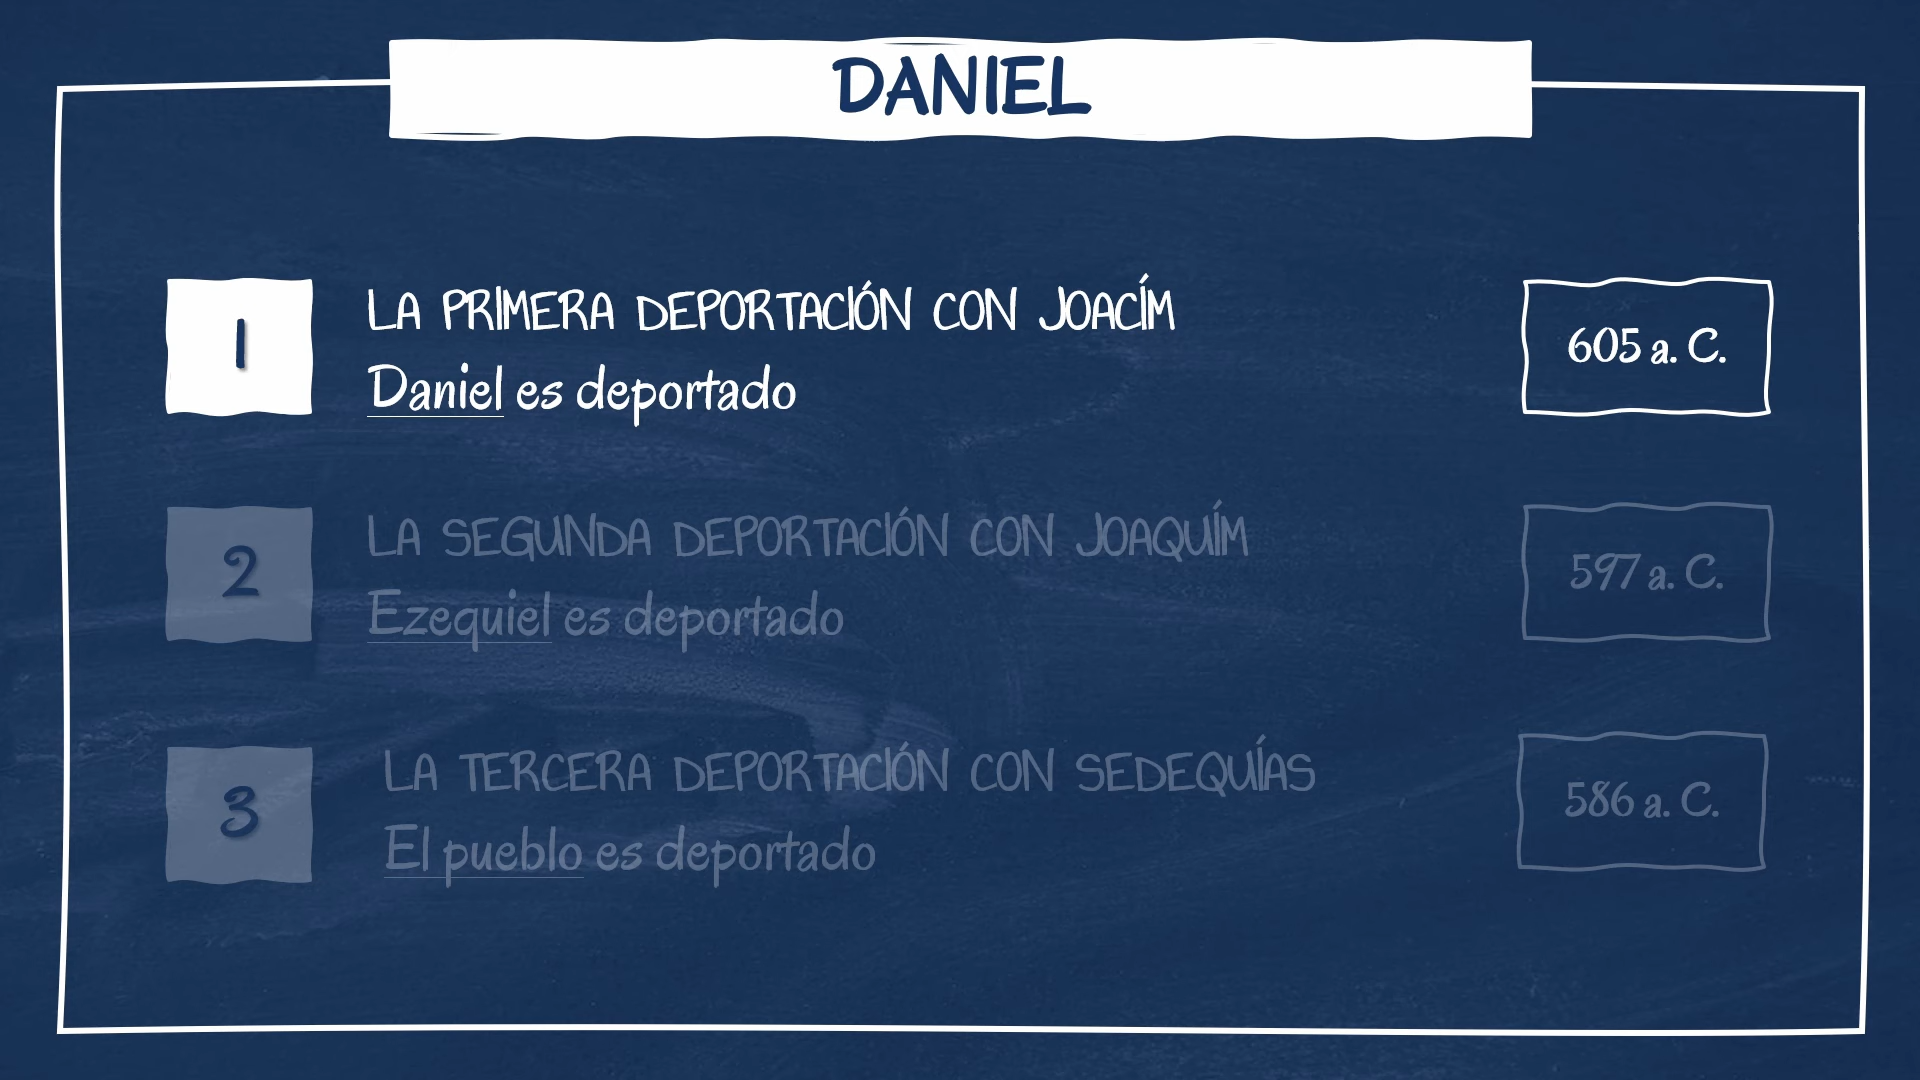 DANIEL
1
LA PRIMERA DEPORTACIÓN CON JOACÍM
Daniel es deportado
605 a. C.
2
LA SEGUNDA DEPORTACIÓN CON JOAQUÍM
Ezequiel es deportado
597 a. C.
3
LA TERCERA DEPORTACIÓN CON SEDEQUÍAS
El pueblo es deportado
586 a. C.